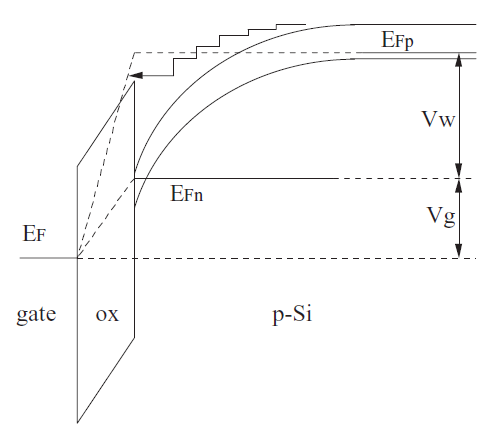 EFp
Vw
EFn
Vg
EF
gate
ox
p-Si